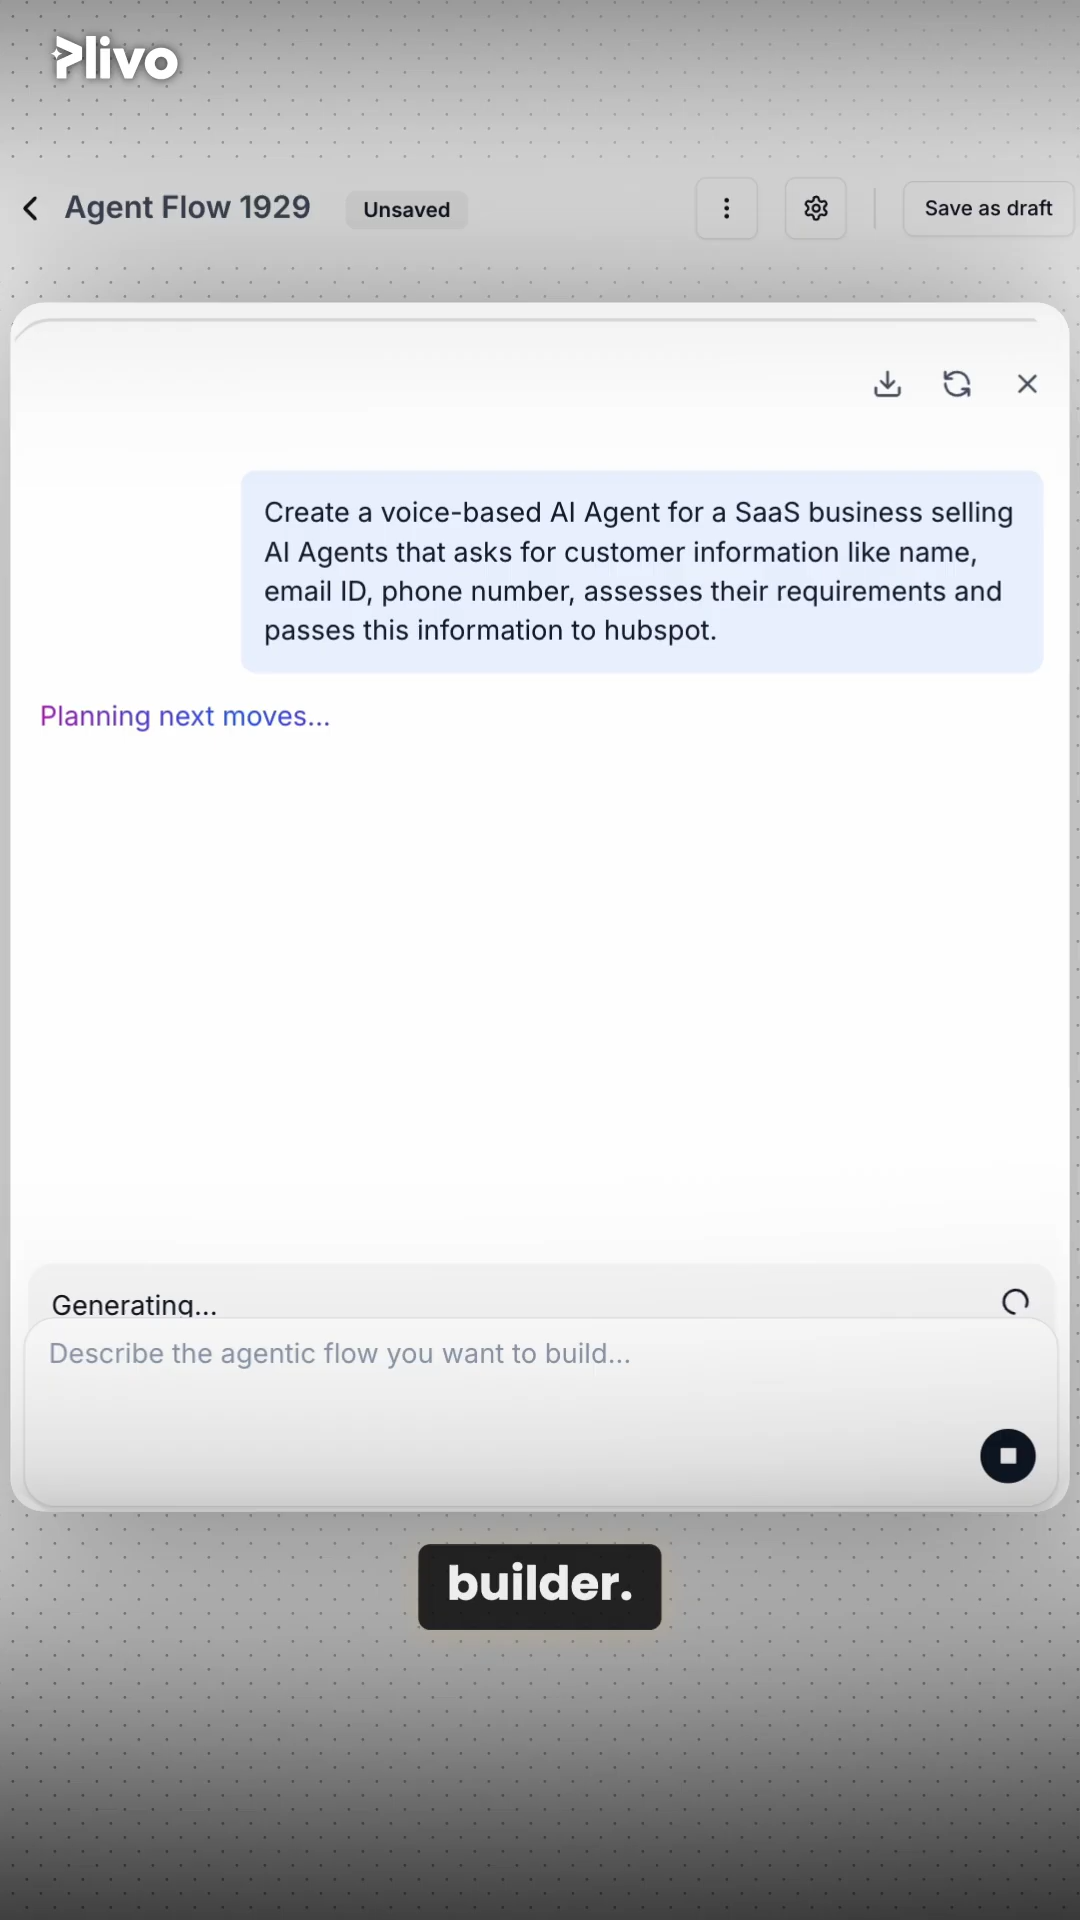 Plivo
Agent Flow 1929
Unsaved
Save as draft
Create a voice-based AI Agent for a SaaS business selling
AI Agents that asks for customer information like name,
email ID, phone number, assesses their requirements and
passes this information to hubspot.
Planning next moves...
Generating...
Describe the agentic flow you want to build...
builder.